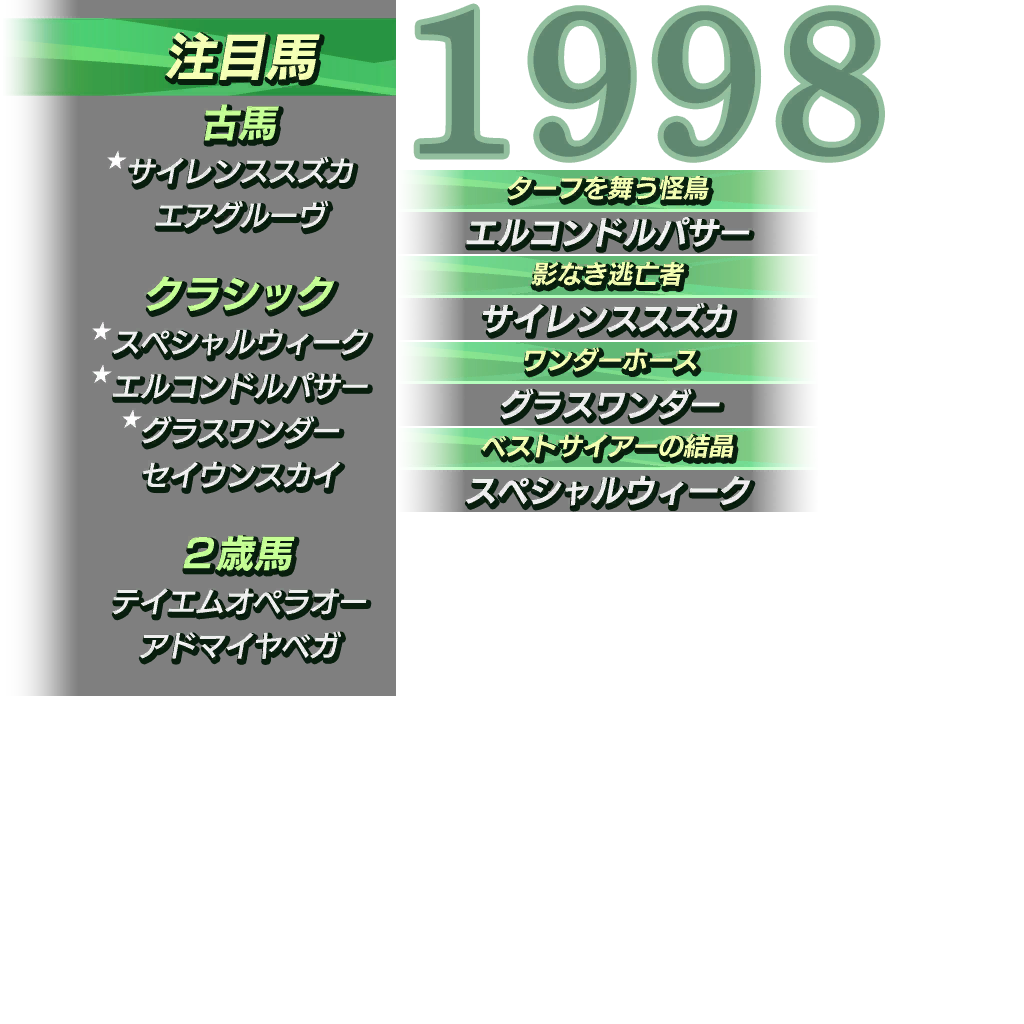 注目馬
古馬
★サイレンススズカ
エアグルーヴ
クラシック
★スペシャルウィーク
★エルコンドルパサー
★グラスワンダー
セイウンスカイ
2歳馬
テイエムオペラオー
アドマイヤベガ
1998
ターフを舞う怪鳥
エルコンドルパサー
影なき逃亡者
サイレンススズカ
ワンダーホース
グラスワンダー
ベストサイアーの結晶
スペシャルウィーク